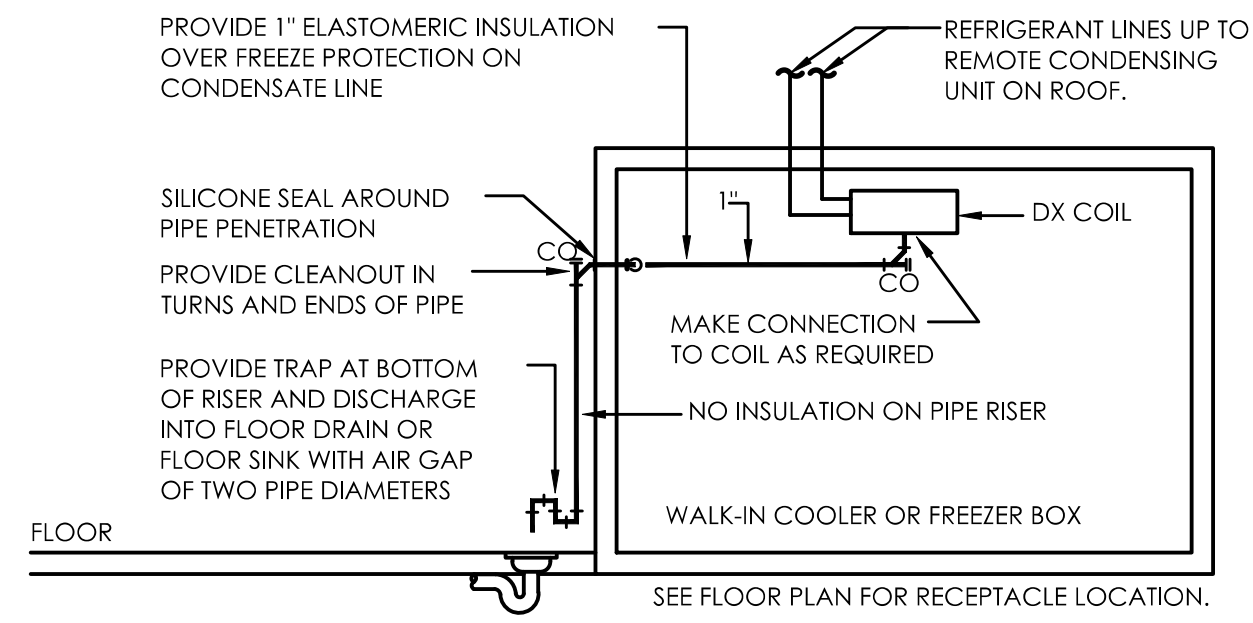 PROVIDE 1" ELASTOMERIC INSULATION
OVER FREEZE PROTECTION ON
CONDENSATE LINE
REFRIGERANT LINES UP TO
REMOTE CONDENSING
UNIT ON ROOF.
SILICONE SEAL AROUND
PIPE PENETRATION
1"
DX COIL
CO
PROVIDE CLEANOUT IN
TURNS AND ENDS OF PIPE
CO
MAKE CONNECTION
TO COIL AS REQUIRED
PROVIDE TRAP AT BOTTOM
OF RISER AND DISCHARGE
INTO FLOOR DRAIN OR
FLOOR SINK WITH AIR GAP
OF TWO PIPE DIAMETERS
NO INSULATION ON PIPE RISER
WALK-IN COOLER OR FREEZER BOX
FLOOR
SEE FLOOR PLAN FOR RECEPTACLE LOCATION.